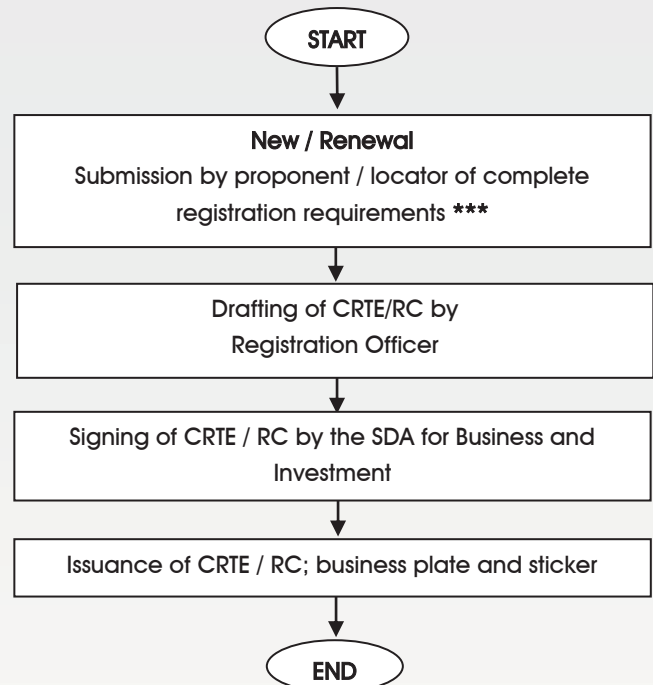 START
New / Renewal
Submission by proponent / locator of complete
registration requirements ***
Drafting of CRTE/RC by
Registration Officer
Signing of CRTE / RC by the SDA for Business and
Investment
Issuance of CRTE / RC; business plate and sticker
END